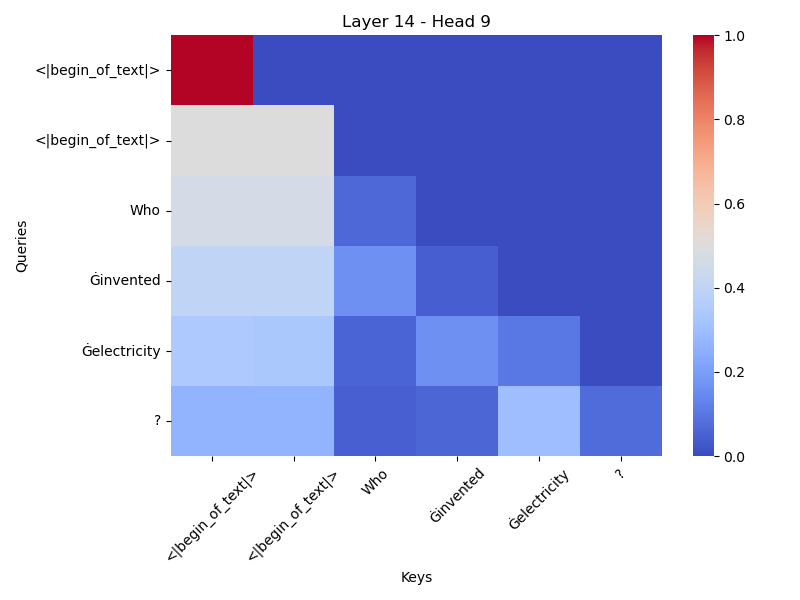 Layer 14 - Head 9
<|begin_of_text|>
<|begin_of_text|>
Who
Ġinvented
Ġelectricity
?
Queries
<|begin_of_text|>
<|begin_of_text|>
Who
Ġinvented
Ġelectricity
?
Keys
1.0
0.8
0.6
0.4
0.2
0.0